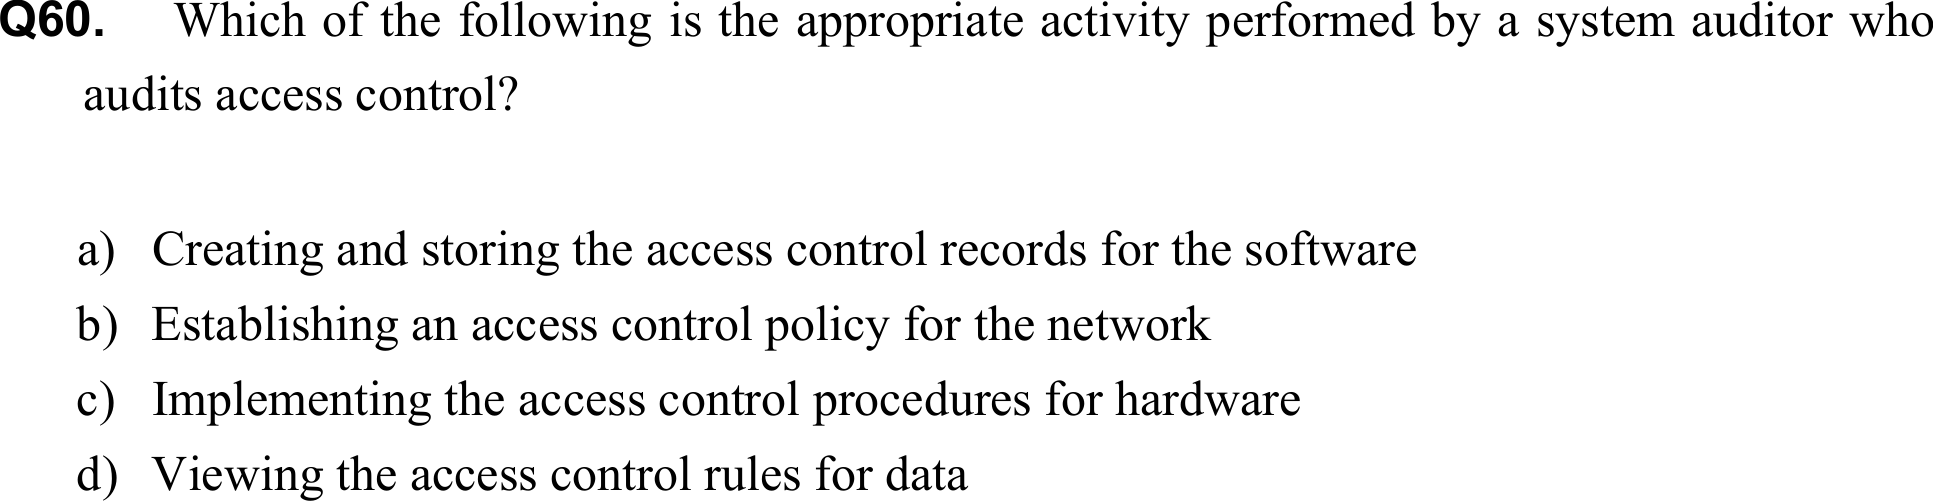 Q60. Which of the following is the appropriate activity performed by a system auditor who
audits access control?
a) Creating and storing the access control records for the software
b) Establishing an access control policy for the network
c) Implementing the access control procedures for hardware
d) Viewing the access control rules for data